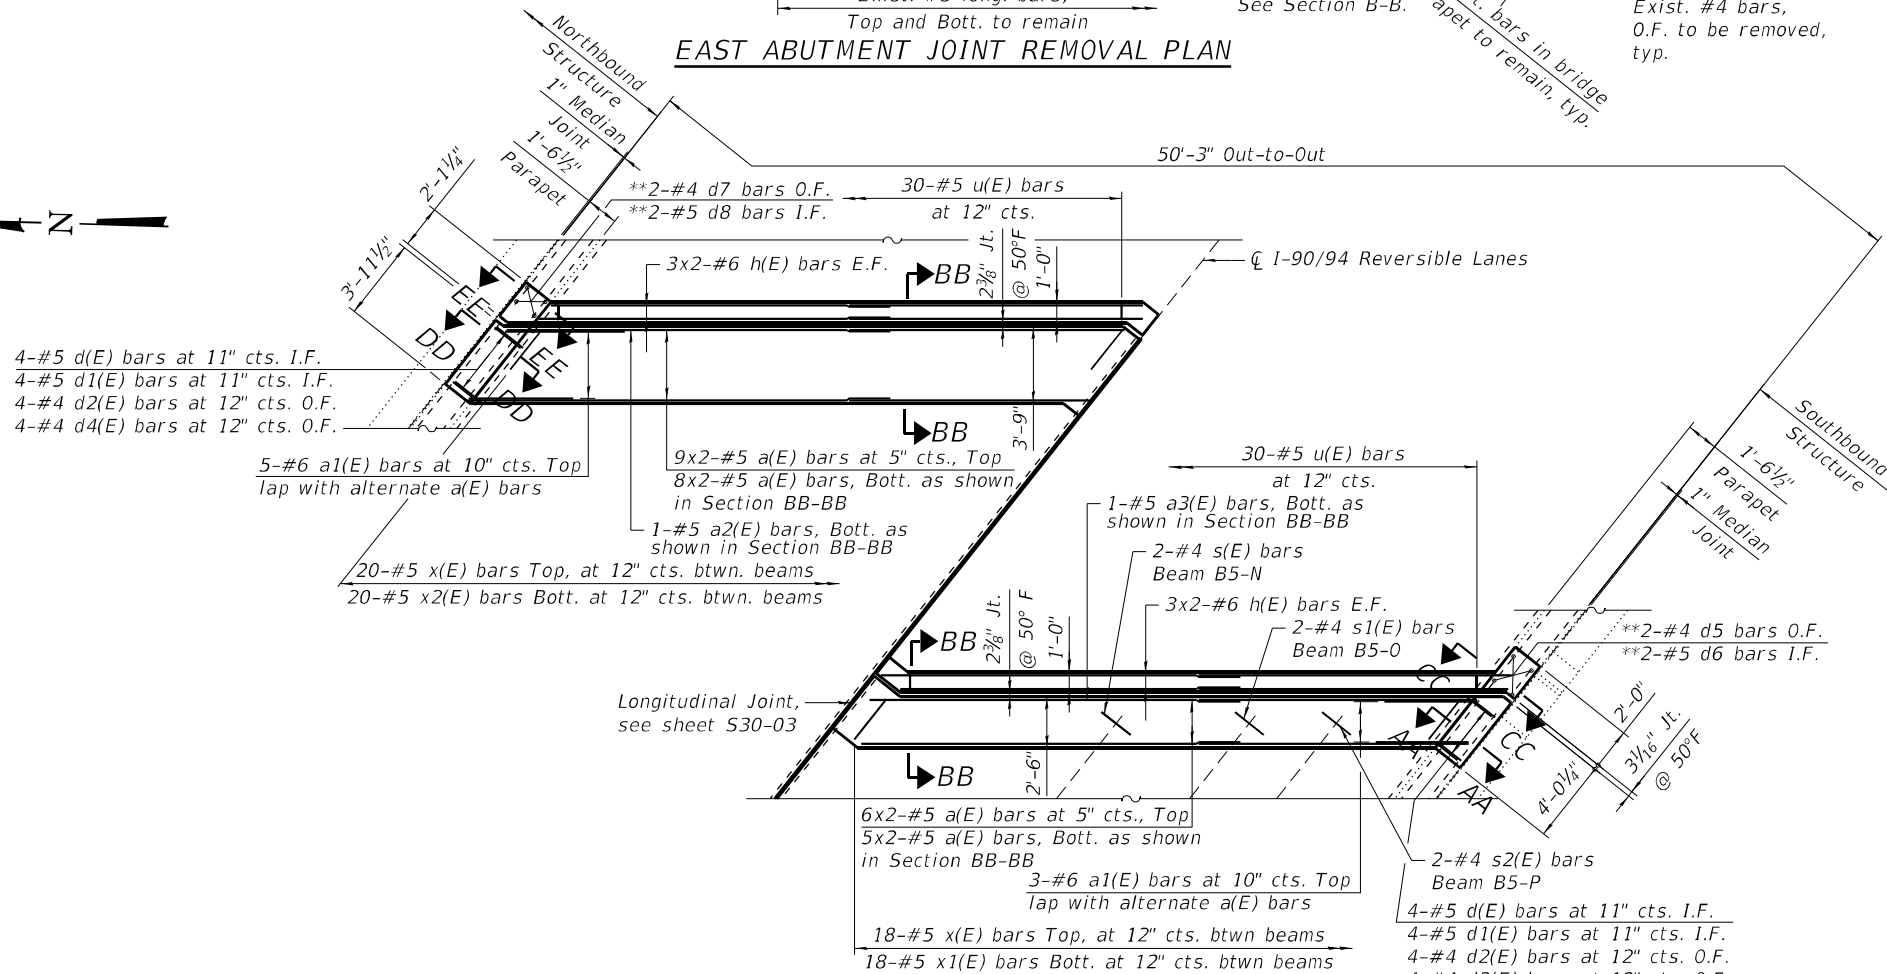 Exist. #5 long. bars,
Top and Bott. to remain
EAST ABUTMENT JOINT REMOVAL PLAN
See Section B-B.
bars in bridge
to remain, typ.
Exist. #4 bars,
O.F. to be removed,
typ.
Northbound
Structure
1" Median
Joint
1'-6½"
Parapet
50'-3" Out-to-Out
2'-1¼"
3'-11½"
N
**2-#4 d7 bars O.F.
**2-#5 d8 bars I.F.
30-#5 u(E) bars
at 12" cts.
3x2-#6 h(E) bars E.F.
BB
2⅜" Jt.
@ 50°F
1'-0"
℄ I-90/94 Reversible Lanes
EE
DD
EE
DD
4-#5 d(E) bars at 11" cts. I.F.
4-#5 d1(E) bars at 11" cts. I.F.
4-#4 d2(E) bars at 12" cts. O.F.
4-#4 d4(E) bars at 12" cts. O.F.
BB
3'-9"
5-#6 a1(E) bars at 10" cts. Top
lap with alternate a(E) bars
9x2-#5 a(E) bars at 5" cts., Top
8x2-#5 a(E) bars, Bott. as shown
in Section BB-BB
1-#5 a2(E) bars, Bott. as
shown in Section BB-BB
20-#5 x(E) bars Top, at 12" cts. btwn. beams
20-#5 x2(E) bars Bott. at 12" cts. btwn. beams
30-#5 u(E) bars
at 12" cts.
1-#5 a3(E) bars, Bott. as
shown in Section BB-BB
2-#4 s(E) bars
Beam B5-N
3x2-#6 h(E) bars E.F.
2-#4 s1(E) bars
Beam B5-O
Southbound
Structure
1'-6½"
Parapet
1" Median
Joint
BB
2⅜" Jt.
@ 50° F
1'-0"
**2-#4 d5 bars O.F.
**2-#5 d6 bars I.F.
Longitudinal Joint,
see sheet S30-03
CC
AA
CC
AA
2'-0"
3 1/16" Jt.
@ 50°F
4'-0¼"
BB
2'-6"
6x2-#5 a(E) bars at 5" cts., Top
5x2-#5 a(E) bars, Bott. as shown
in Section BB-BB
3-#6 a1(E) bars at 10" cts. Top
lap with alternate a(E) bars
2-#4 s2(E) bars
Beam B5-P
18-#5 x(E) bars Top, at 12" cts. btwn beams
18-#5 x1(E) bars Bott. at 12" cts. btwn beams
4-#5 d(E) bars at 11" cts. I.F.
4-#5 d1(E) bars at 11" cts. I.F.
4-#4 d2(E) bars at 12" cts. O.F.
4-#4 d3(E) bars at 12" cts. O.F.